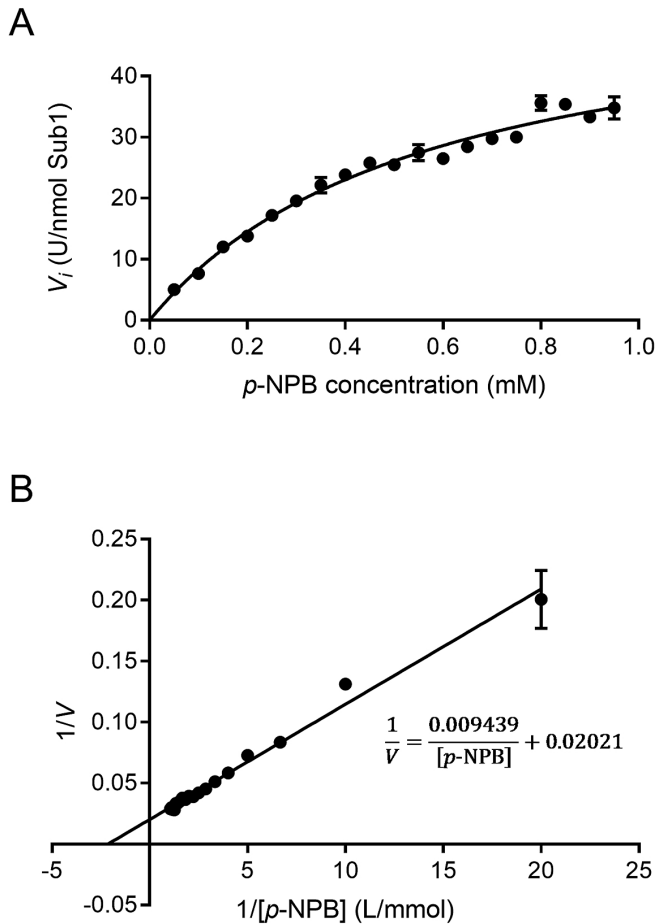 A
40
30
20
10
0
V_i (U/nmol Sub1)
0.0 0.2 0.4 0.6 0.8 1.0
p-NPB concentration (mM)
B
0.25
0.20
0.15
0.10
0.05
-0.05
1/V
1/V = 0.009439/[p-NPB] + 0.02021
-5 5 10 15 20 25
1/[p-NPB] (L/mmol)